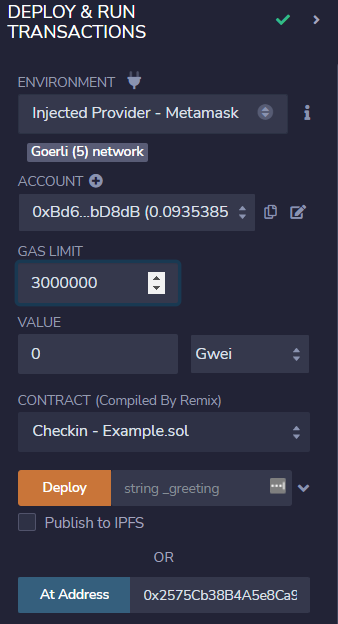 DEPLOY & RUN
TRANSACTIONS
ENVIRONMENT
Injected Provider - Metamask
Goerli (5) network
ACCOUNT
0xBd6...bD8dB (0.0935385
GAS LIMIT
3000000
VALUE
0 Gwei
CONTRACT (Compiled By Remix)
Checkin - Example.sol
Deploy string _greeting
Publish to IPFS
OR
At Address 0x2575Cb38B4A5e8Ca9